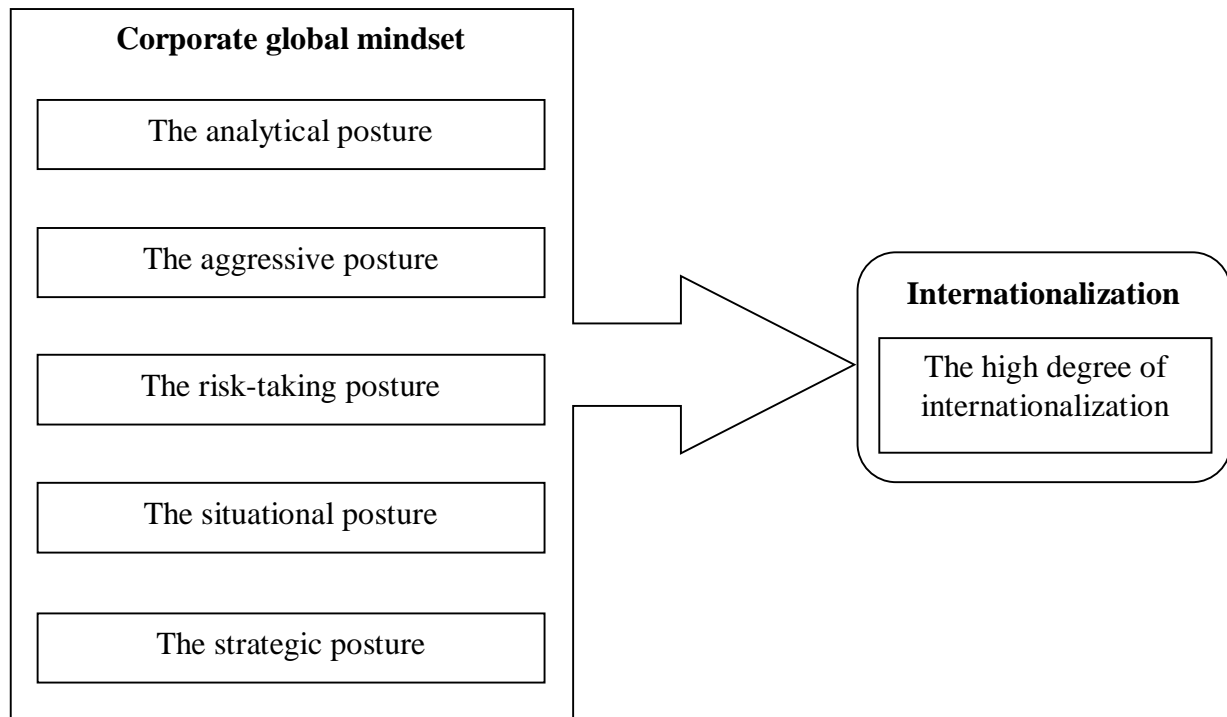 Corporate global mindset
The analytical posture
The aggressive posture
The risk-taking posture
The situational posture
The strategic posture
Internationalization
The high degree of
internationalization